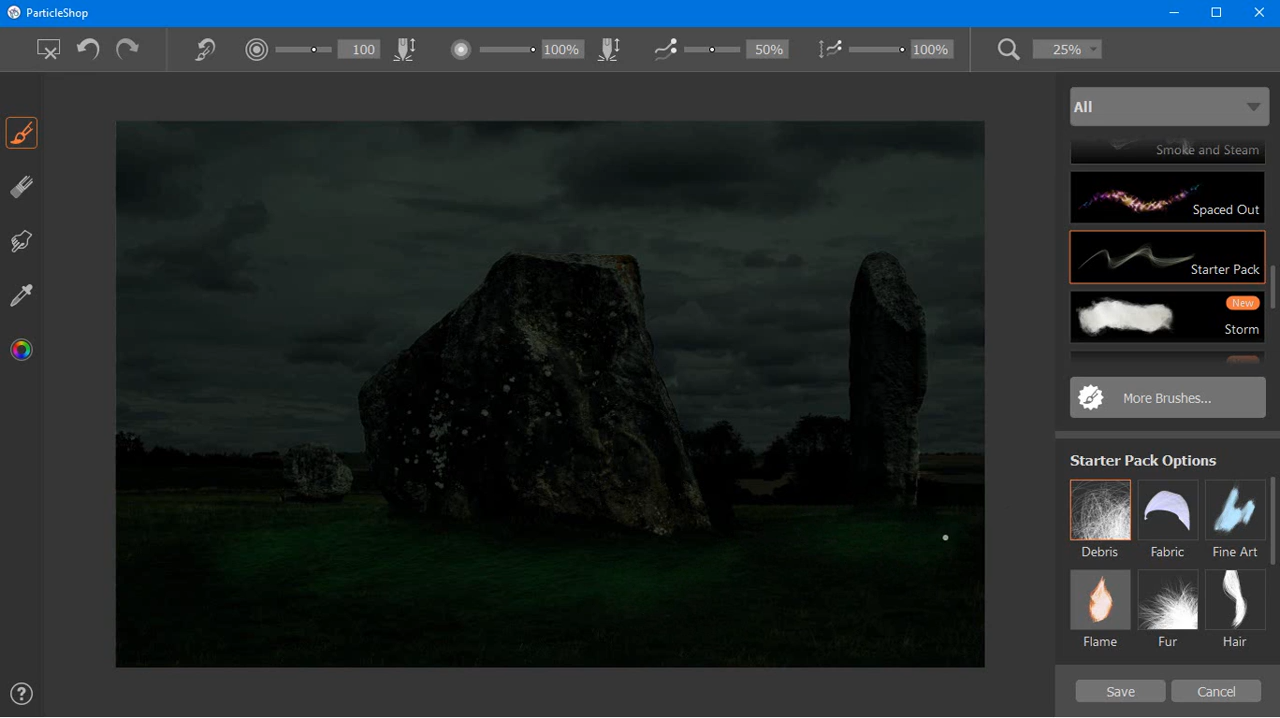 ParticleShop
100
100%
50%
100%
25%
All
Smoke and Steam
Spaced Out
Starter Pack
New
Storm
More Brushes...
Starter Pack Options
Debris
Fabric
Fine Art
Flame
Fur
Hair
?
Save
Cancel